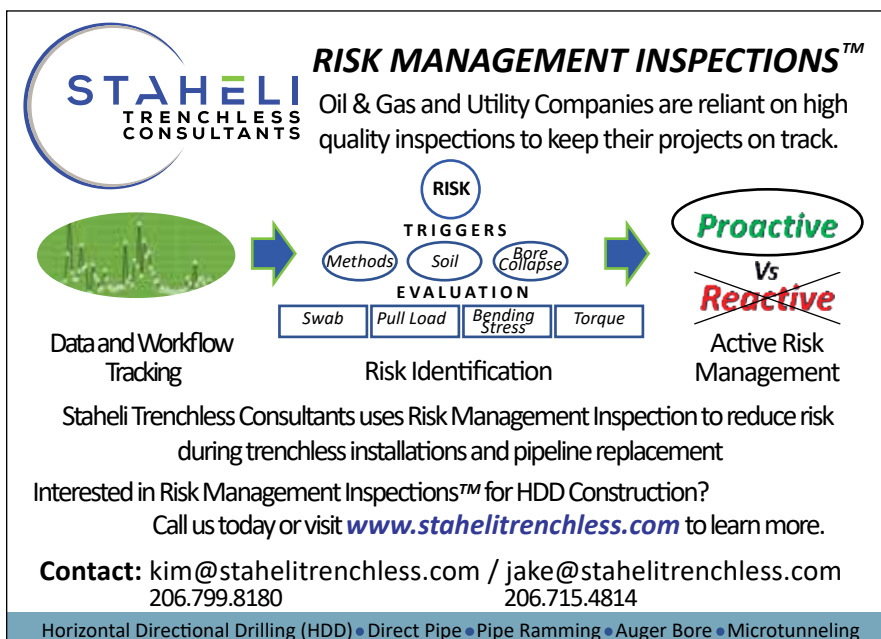 STAHELI
TRENCHLESS
CONSULTANTS
RISK MANAGEMENT INSPECTIONS™
Oil & Gas and Utility Companies are reliant on high
quality inspections to keep their projects on track.
RISK
TRIGGERS
Methods
Soil
Bore
Collapse
EVALUATION
Swab
Pull Load
Bending
Stress
Torque
Data and Workflow
Tracking
Risk Identification
Proactive
Vs
Reactive
Active Risk
Management
Staheli Trenchless Consultants uses Risk Management Inspection to reduce risk
during trenchless installations and pipeline replacement
Interested in Risk Management Inspections™ for HDD Construction?
Call us today or visit www.stahelitrenchless.com to learn more.
Contact: kim@stahelitrenchless.com / jake@stahelitrenchless.com
206.799.8180 206.715.4814
Horizontal Directional Drilling (HDD) • Direct Pipe • Pipe Ramming • Auger Bore • Microtunneling